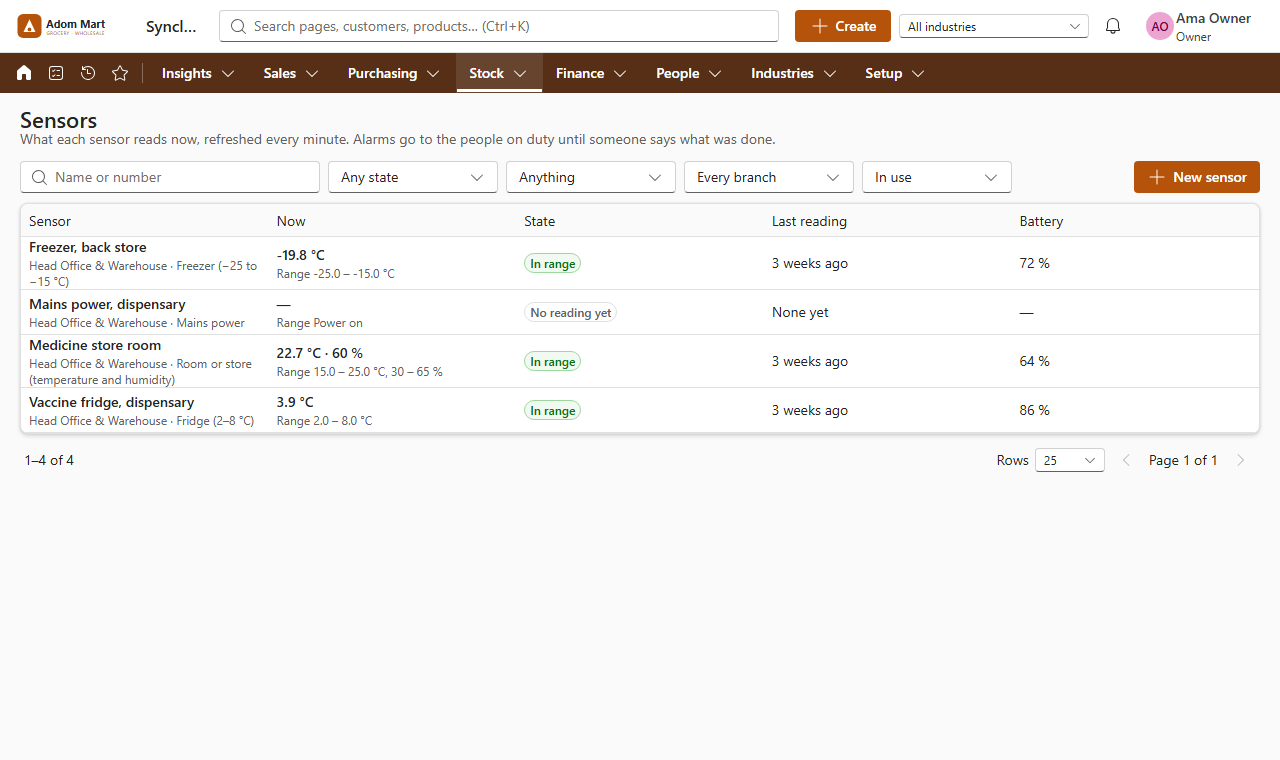 Adom Mart
GROCERY · WHOLESALE
Syncl...
Search pages, customers, products... (Ctrl+K)
Create
All industries
AO
Ama Owner
Owner
Insights
Sales
Purchasing
Stock
Finance
People
Industries
Setup
Sensors
What each sensor reads now, refreshed every minute. Alarms go to the people on duty until someone says what was done.
Name or number
Any state
Anything
Every branch
In use
New sensor
Sensor Now State Last reading Battery
Freezer, back store
Head Office & Warehouse · Freezer (−25 to
−15 °C)
-19.8 °C
Range -25.0 – -15.0 °C
In range
3 weeks ago
72 %
Mains power, dispensary
Head Office & Warehouse · Mains power
—
Range Power on
No reading yet
None yet
—
Medicine store room
Head Office & Warehouse · Room or store
(temperature and humidity)
22.7 °C · 60 %
Range 15.0 – 25.0 °C, 30 – 65 %
In range
3 weeks ago
64 %
Vaccine fridge, dispensary
Head Office & Warehouse · Fridge (2–8 °C)
3.9 °C
Range 2.0 – 8.0 °C
In range
3 weeks ago
86 %
1–4 of 4
Rows
25
Page 1 of 1